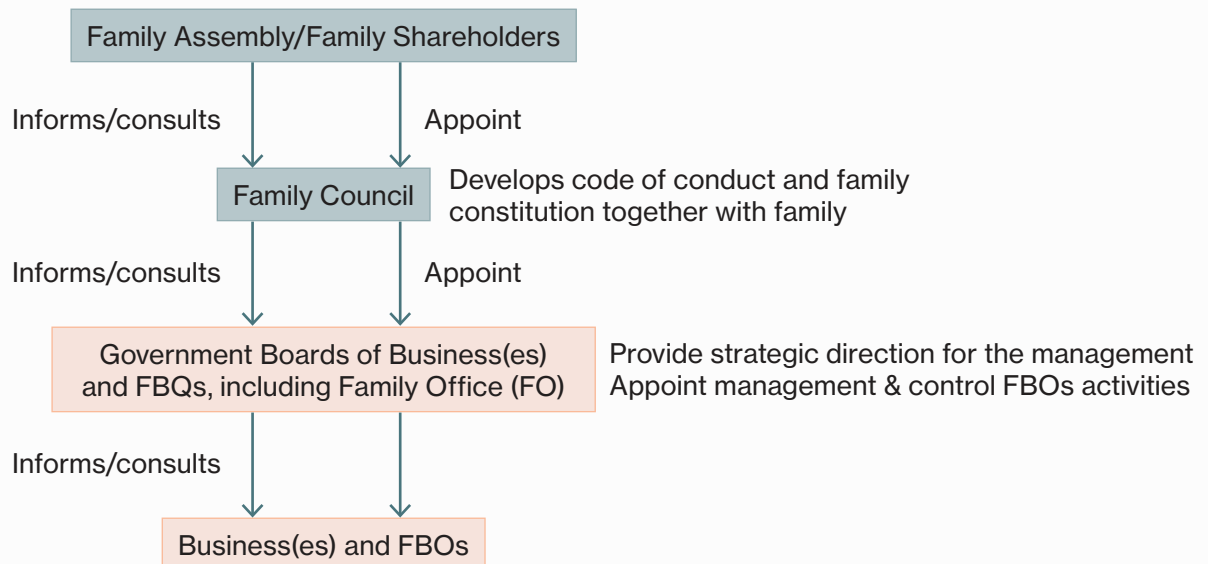 Family Assembly/Family Shareholders
Informs/consults
Appoint
Family Council
Develops code of conduct and family
constitution together with family
Informs/consults
Appoint
Government Boards of Business(es)
and FBQs, including Family Office (FO)
Provide strategic direction for the management
Appoint management & control FBOs activities
Informs/consults
Business(es) and FBOs